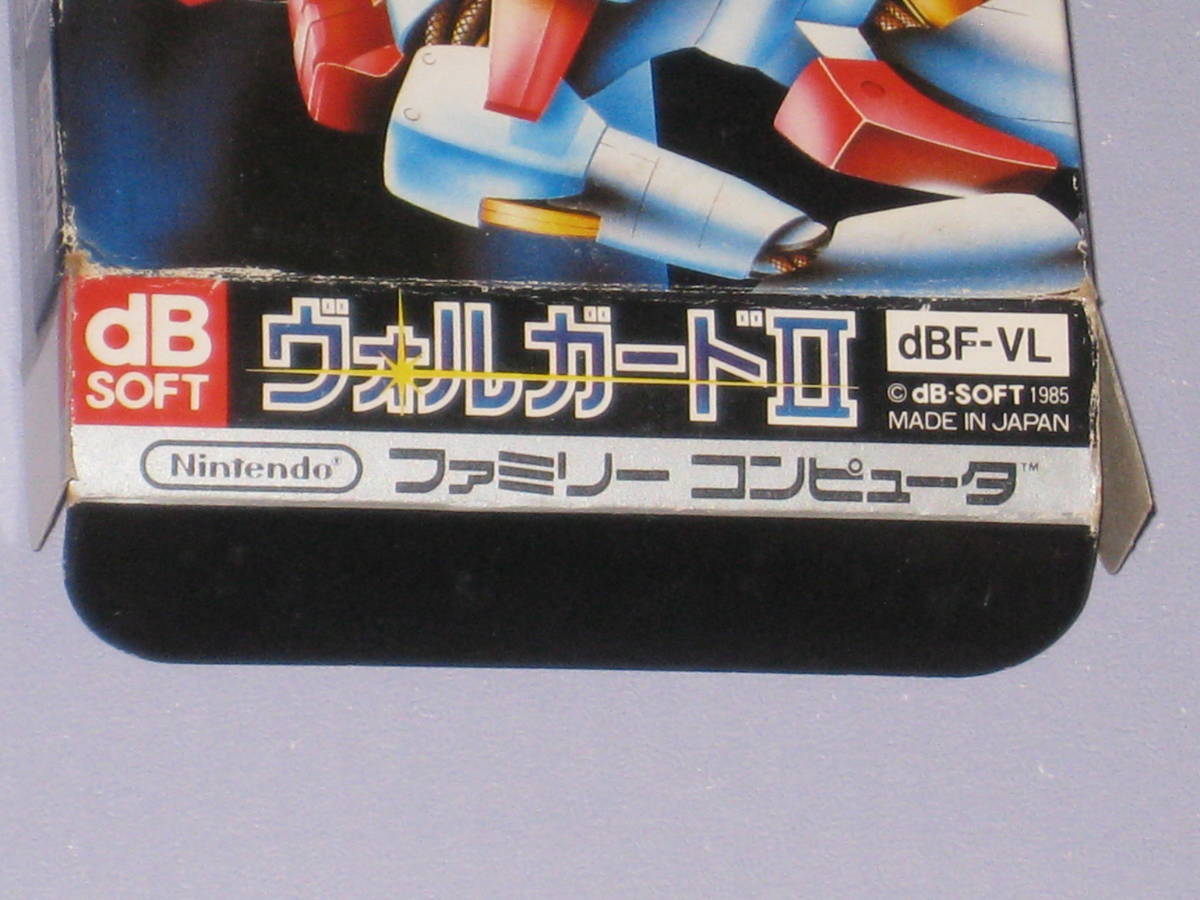 dB
SOFT
ヴォルガードII
dBF-VL
© dB-SOFT 1985
MADE IN JAPAN
Nintendo®
ファミリー コンピュータ™